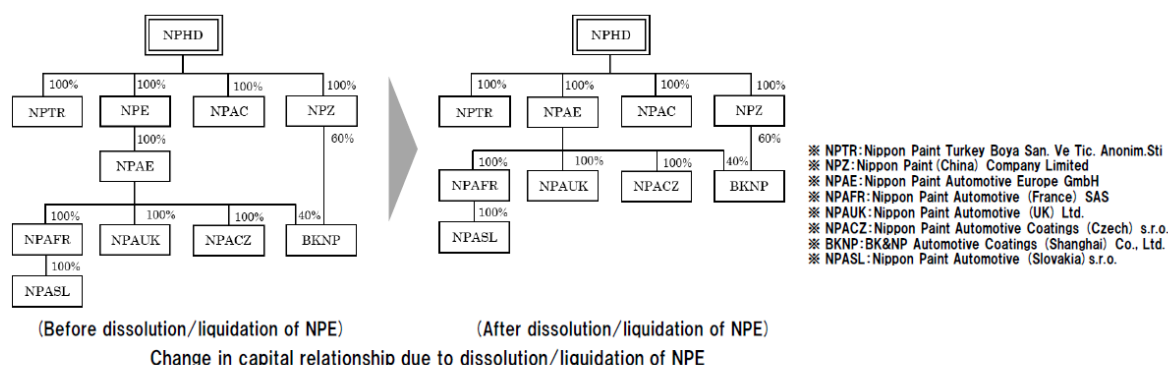 NPHD
100%
100%
100%
100%
NPTR
NPE
NPAC
NPZ
100%
60%
NPAE
100%
100%
100%
40%
NPAFR
NPAUK
NPACZ
BKNP
100%
NPASL
(Before dissolution/liquidation of NPE)
NPHD
100%
100%
100%
100%
NPTR
NPAE
NPAC
NPZ
60%
100%
100%
100%
40%
NPAFR
NPAUK
NPACZ
BKNP
100%
NPASL
(After dissolution/liquidation of NPE)
※ NPTR:Nippon Paint Turkey Boya San. Ve Tic. Anonim.Sti
※ NPZ:Nippon Paint(China) Company Limited
※ NPAE:Nippon Paint Automotive Europe GmbH
※ NPAFR:Nippon Paint Automotive (France) SAS
※ NPAUK:Nippon Paint Automotive (UK) Ltd.
※ NPACZ:Nippon Paint Automotive Coatings (Czech) s.r.o.
※ BKNP:BK&NP Automotive Coatings (Shanghai) Co., Ltd.
※ NPASL:Nippon Paint Automotive (Slovakia) s.r.o.
Change in capital relationship due to dissolution/liquidation of NPE